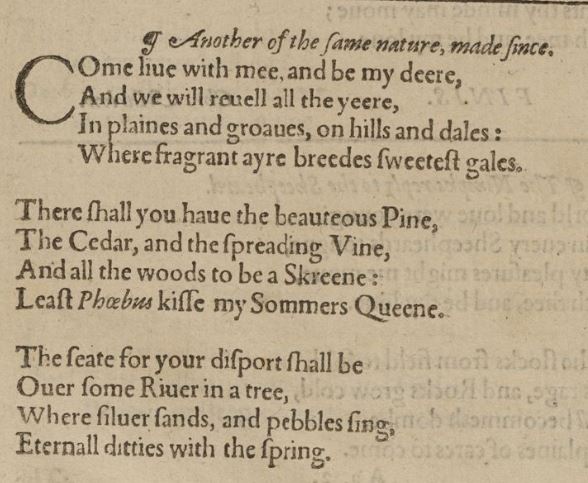 ¶ Another of the ſame nature, made ſince.
COme liue with mee, and be my deere,
And we will reuell all the yeere,
In plaines and groaues, on hills and dales :
Where fragrant ayre breedes ſweeteſt gales.

There ſhall you haue the beauteous Pine,
The Cedar, and the ſpreading Vine,
And all the woods to be a Skreene :
Leaſt Phœbus kiſſe my Sommers Queene.

The ſeate for your diſport ſhall be
Ouer ſome Riuer in a tree,
Where ſiluer ſands, and pebbles ſing,
Eternall ditties with the ſpring.